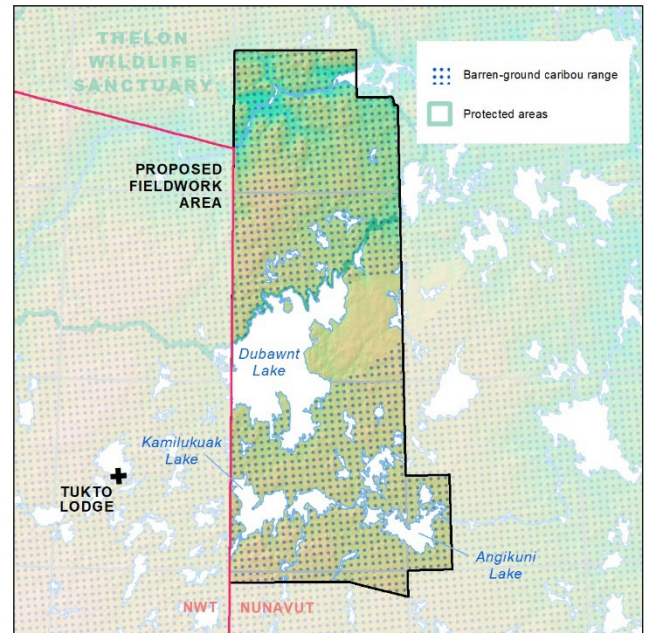 THELON
WILDLIFE
SANCTUARY
Barren-ground caribou range
Protected areas
PROPOSED
FIELDWORK
AREA
Dubawnt
Lake
Kamilukuak
Lake
TUKTO
LODGE
Angikuni
Lake
NWT NUNAVUT